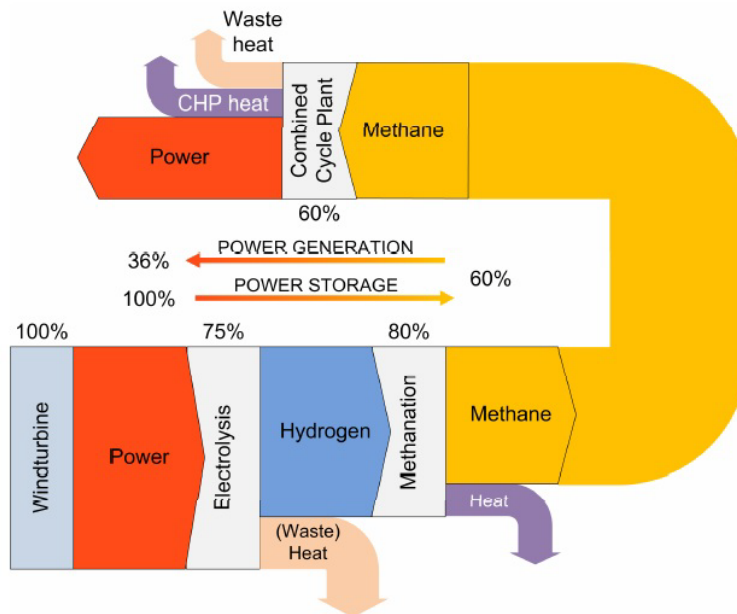 Waste
heat
CHP heat
Power
Combined
Cycle Plant
Methane
60%
POWER GENERATION
36%
POWER STORAGE
100%
60%
100%
75%
80%
Windturbine
Power
Electrolysis
Hydrogen
Methanation
Methane
(Waste)
Heat
Heat